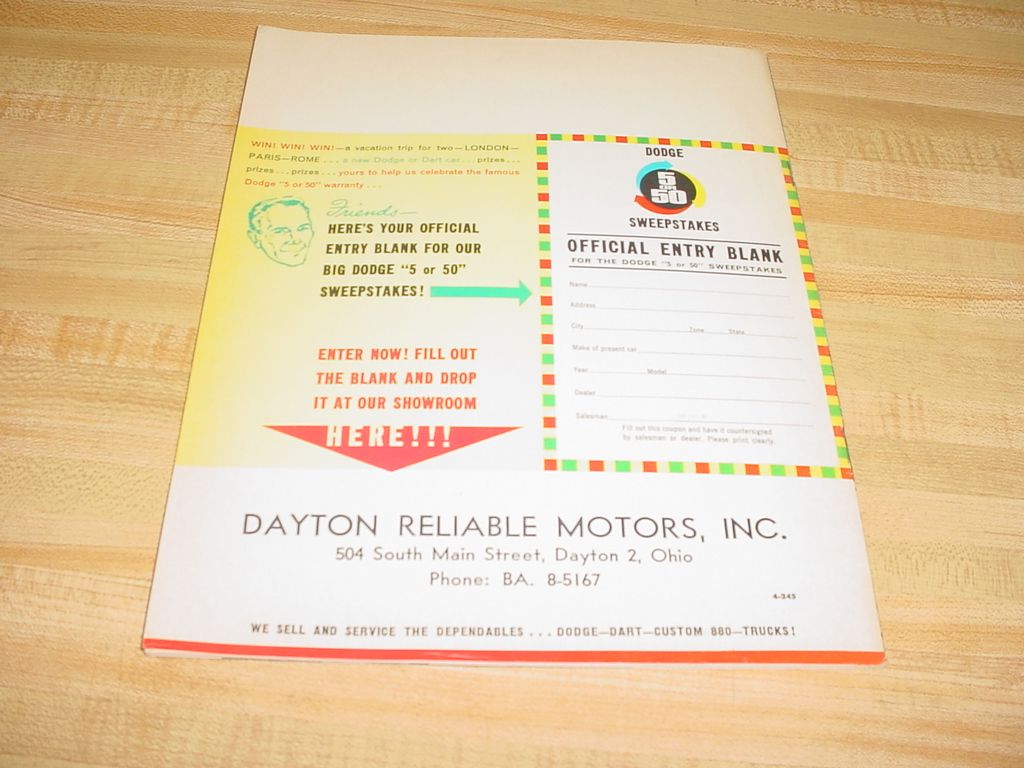 WIN! WIN! WIN!—a vacation trip for two—LONDON—
PARIS—ROME... a new Dodge or Dart car... prizes...
prizes... prizes... yours to help us celebrate the famous
Dodge "5 or 50" warranty...
Friends—
HERE'S YOUR OFFICIAL
ENTRY BLANK FOR OUR
BIG DODGE "5 or 50"
SWEEPSTAKES!
ENTER NOW! FILL OUT
THE BLANK AND DROP
IT AT OUR SHOWROOM
HERE!!!
DODGE
5
OR
50
SWEEPSTAKES
OFFICIAL ENTRY BLANK
FOR THE DODGE "5 or 50" SWEEPSTAKES
Name
Address
City Zone State
Make of present car
Year Model
Dealer
Salesman
Fill out this coupon and have it countersigned
by salesman or dealer. Please print clearly.
DAYTON RELIABLE MOTORS, INC.
504 South Main Street, Dayton 2, Ohio
Phone: BA. 8-5167
4-245
WE SELL AND SERVICE THE DEPENDABLES... DODGE—DART—CUSTOM 880—TRUCKS!